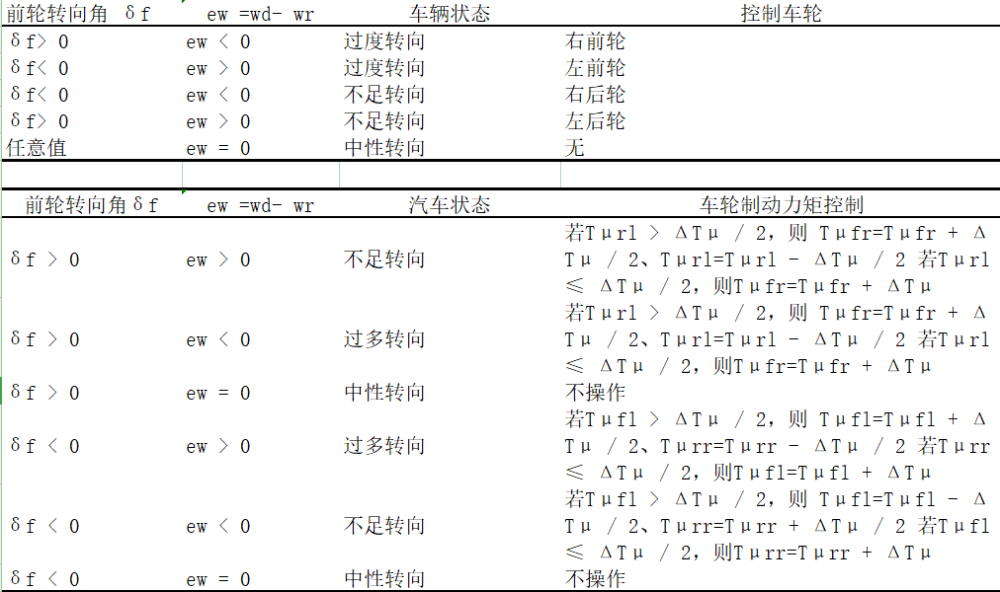 前轮转向角 δf ew =wd- wr 车辆状态 控制车轮
δf> 0 ew < 0 过度转向 右前轮
δf< 0 ew > 0 过度转向 左前轮
δf< 0 ew < 0 不足转向 右后轮
δf> 0 ew > 0 不足转向 左后轮
任意值 ew = 0 中性转向 无
前轮转向角δf ew =wd- wr 汽车状态 车轮制动力矩控制
若Tμrl > ΔTμ / 2，则 Tμfr=Tμfr + Δ
δf > 0 ew > 0 不足转向 Tμ / 2、Tμrl=Tμrl - ΔTμ / 2 若Tμrl
≤ ΔTμ / 2，则Tμfr=Tμfr + ΔTμ
若Tμrl > ΔTμ / 2，则 Tμfr=Tμfr + Δ
δf > 0 ew < 0 过多转向 Tμ / 2、Tμrl=Tμrl - ΔTμ / 2 若Tμrl
≤ ΔTμ / 2，则Tμfr=Tμfr + ΔTμ
δf > 0 ew = 0 中性转向 不操作
若Tμfl > ΔTμ / 2，则 Tμfl=Tμfl + Δ
δf < 0 ew > 0 过多转向 Tμ / 2、Tμrr=Tμrr - ΔTμ / 2 若Tμrr
≤ ΔTμ / 2，则Tμfl=Tμfl + ΔTμ
若Tμfl > ΔTμ / 2，则 Tμfl=Tμfl - Δ
δf < 0 ew < 0 不足转向 Tμ / 2、Tμrr=Tμrr + ΔTμ / 2 若Tμfl
≤ ΔTμ / 2，则Tμrr=Tμrr + ΔTμ
δf < 0 ew = 0 中性转向 不操作